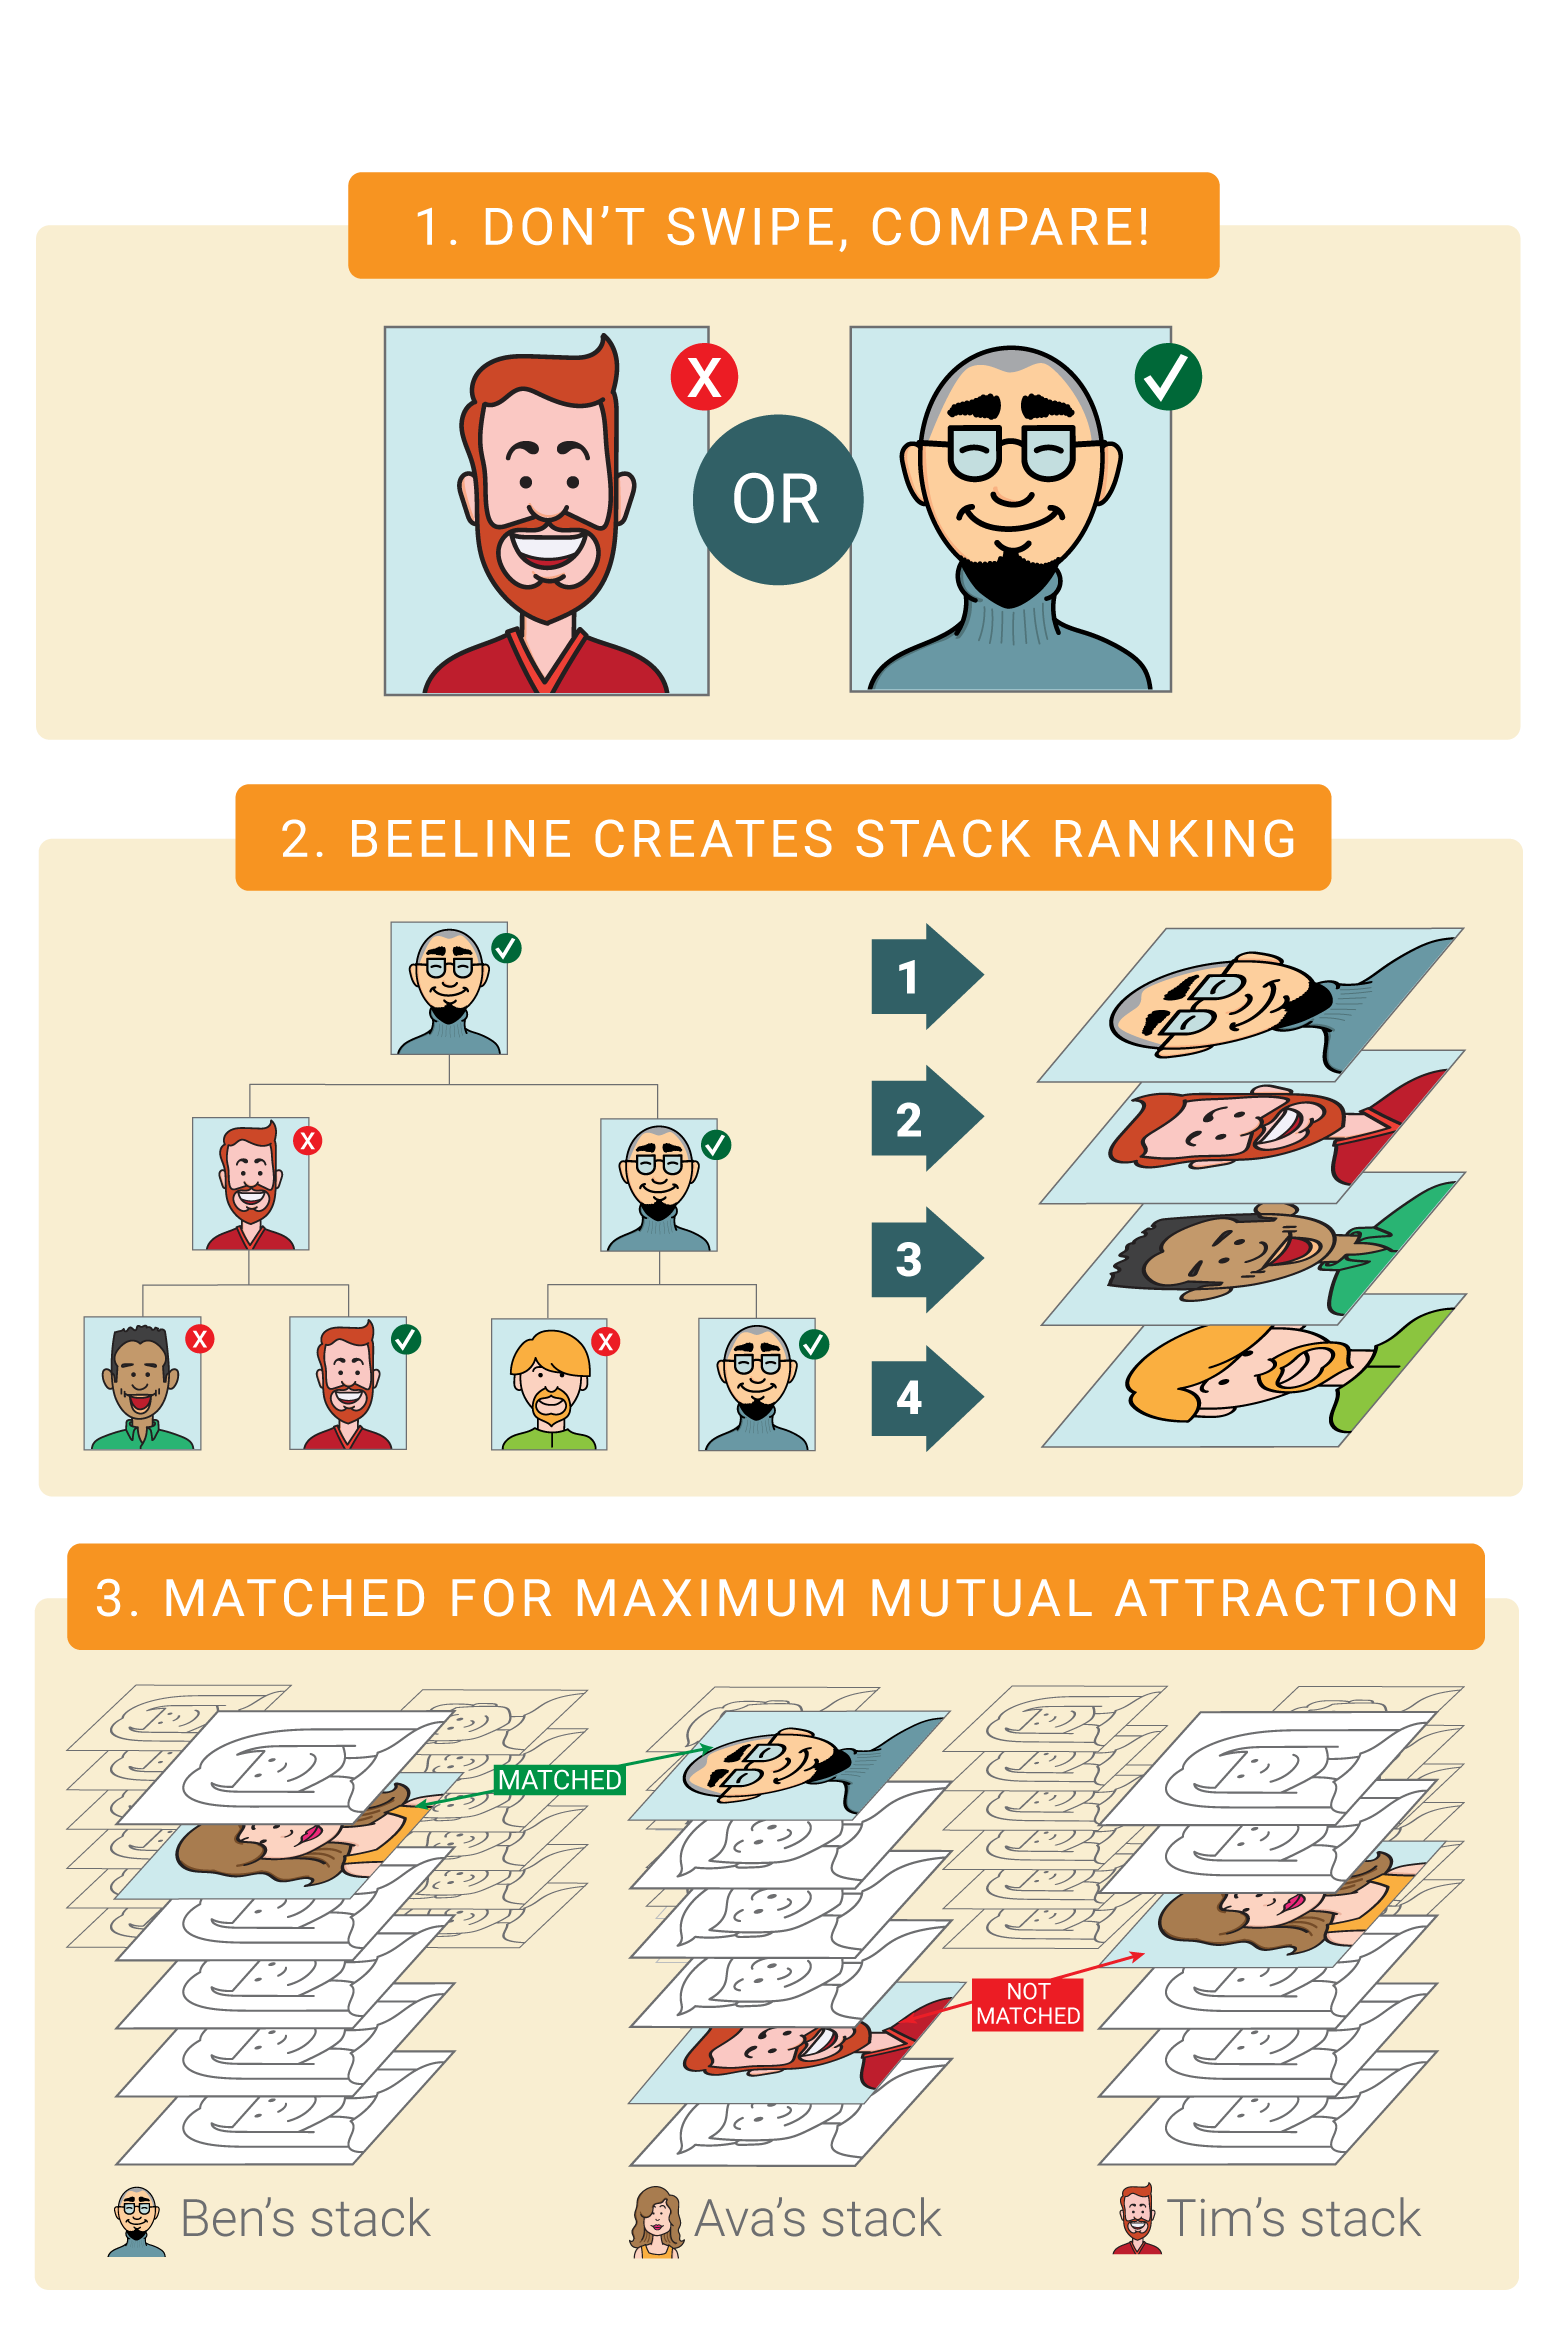 1. DON’T SWIPE, COMPARE!
X
OR
2. BEELINE CREATES STACK RANKING
1
X
2
X
X
3
4
3. MATCHED FOR MAXIMUM MUTUAL ATTRACTION
MATCHED
NOT
MATCHED
Ben’s stack
Ava’s stack
Tim’s stack